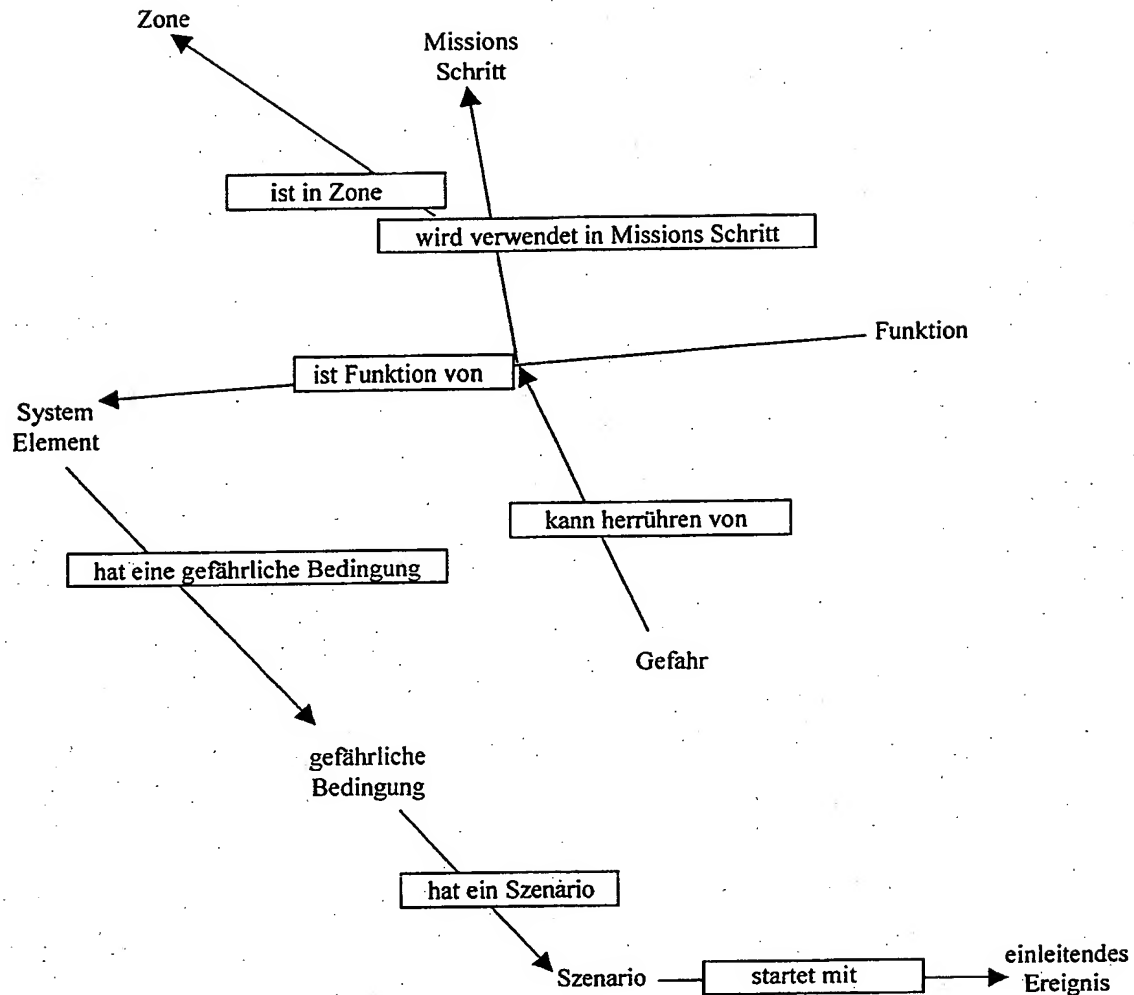 Zone
Missions
Schritt
ist in Zone
wird verwendet in Missions Schritt
Funktion
ist Funktion von
System
Element
kann herrühren von
hat eine gefährliche Bedingung
Gefahr
gefährliche
Bedingung
hat ein Szenario
Szenario
startet mit
einleitendes
Ereignis